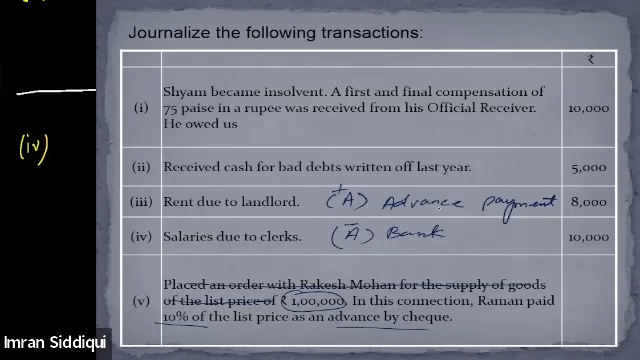 Journalize the following transactions:
₹
(i) Shyam became insolvent. A first and final compensation of
75 paise in a rupee was received from his Official Receiver.
He owed us 10,000
(ii) Received cash for bad debts written off last year. 5,000
(iii) Rent due to landlord. (+A) Advance payment 8,000
(iv) Salaries due to clerks. (-A) Bank 10,000
(iv)
(v) Placed an order with Rakesh Mohan for the supply of goods
of the list price of ₹ 1,00,000. In this connection, Raman paid
10% of the list price as an advance by cheque.
Imran Siddiqui